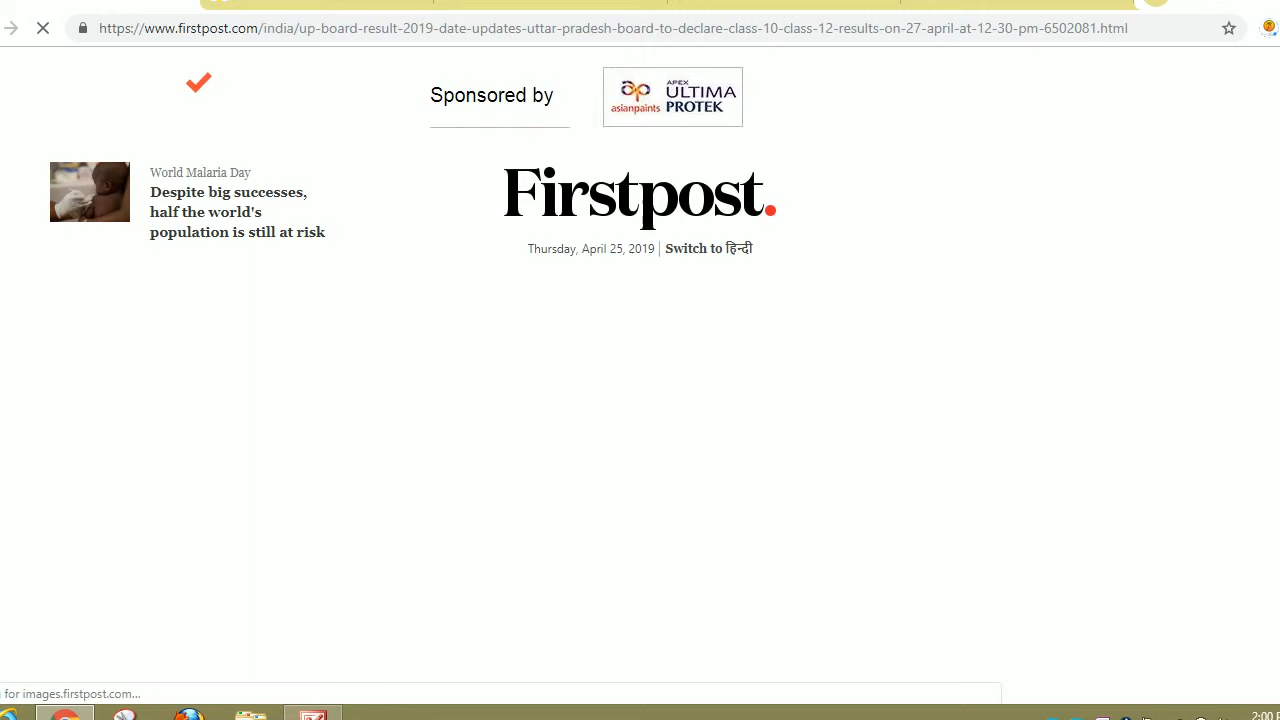 https://www.firstpost.com/india/up-board-result-2019-date-updates-uttar-pradesh-board-to-declare-class-10-class-12-results-on-27-april-at-12-30-pm-6502081.html
Sponsored by
asianpaints
APEX
ULTIMA
PROTEK
World Malaria Day
Despite big successes,
half the world's
population is still at risk
Firstpost.
Thursday, April 25, 2019 | Switch to हिन्दी
for images.firstpost.com...
2:00